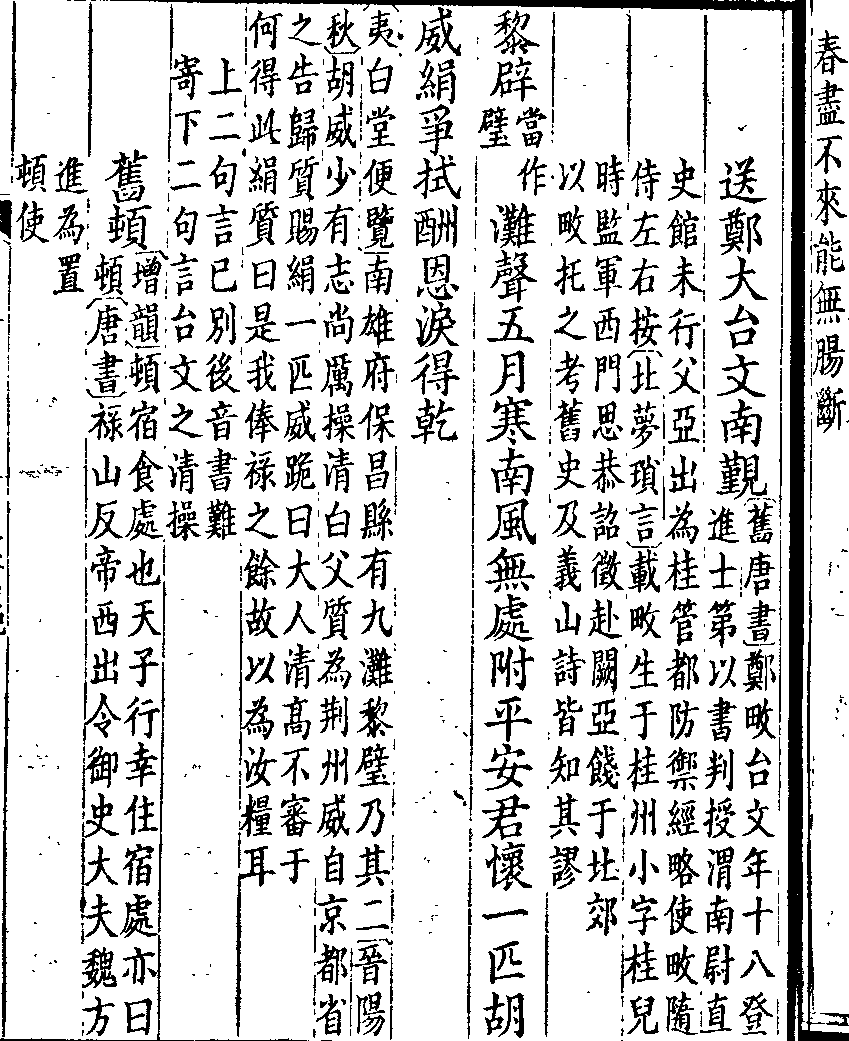 春盡不來能無腸斷
送鄭大台文南覲舊唐書鄭畋台文年十八登
進士第以書判授渭南尉直
史館未行父亞出為桂管都防禦經略使畋隨
侍左右按北夢瑣言載畋生于桂州小字桂兒
時監軍西門思恭詔徵赴闕亞餞于北郊
以畋托之考舊史及義山詩皆知其謬
黎辟當作
璧灘聲五月寒南風無處附平安君懷一匹胡
威絹爭拭酬恩淚得乾
夷白堂便覽南雄府保昌縣有九灘黎璧乃其二晉陽
秋胡威少有志尚厲操清白父質為荆州威自京都省
之告歸質賜絹一匹威跪曰大人清高不審于
何得此絹質曰是我俸禄之餘故以為汝糧耳
上二句言已別後音書難
寄下二句言台文之清操
舊頓增韻頓宿食處也天子行幸住宿處亦曰
頓唐書禄山反帝西出令御史大夫魏方
進為置
頓使